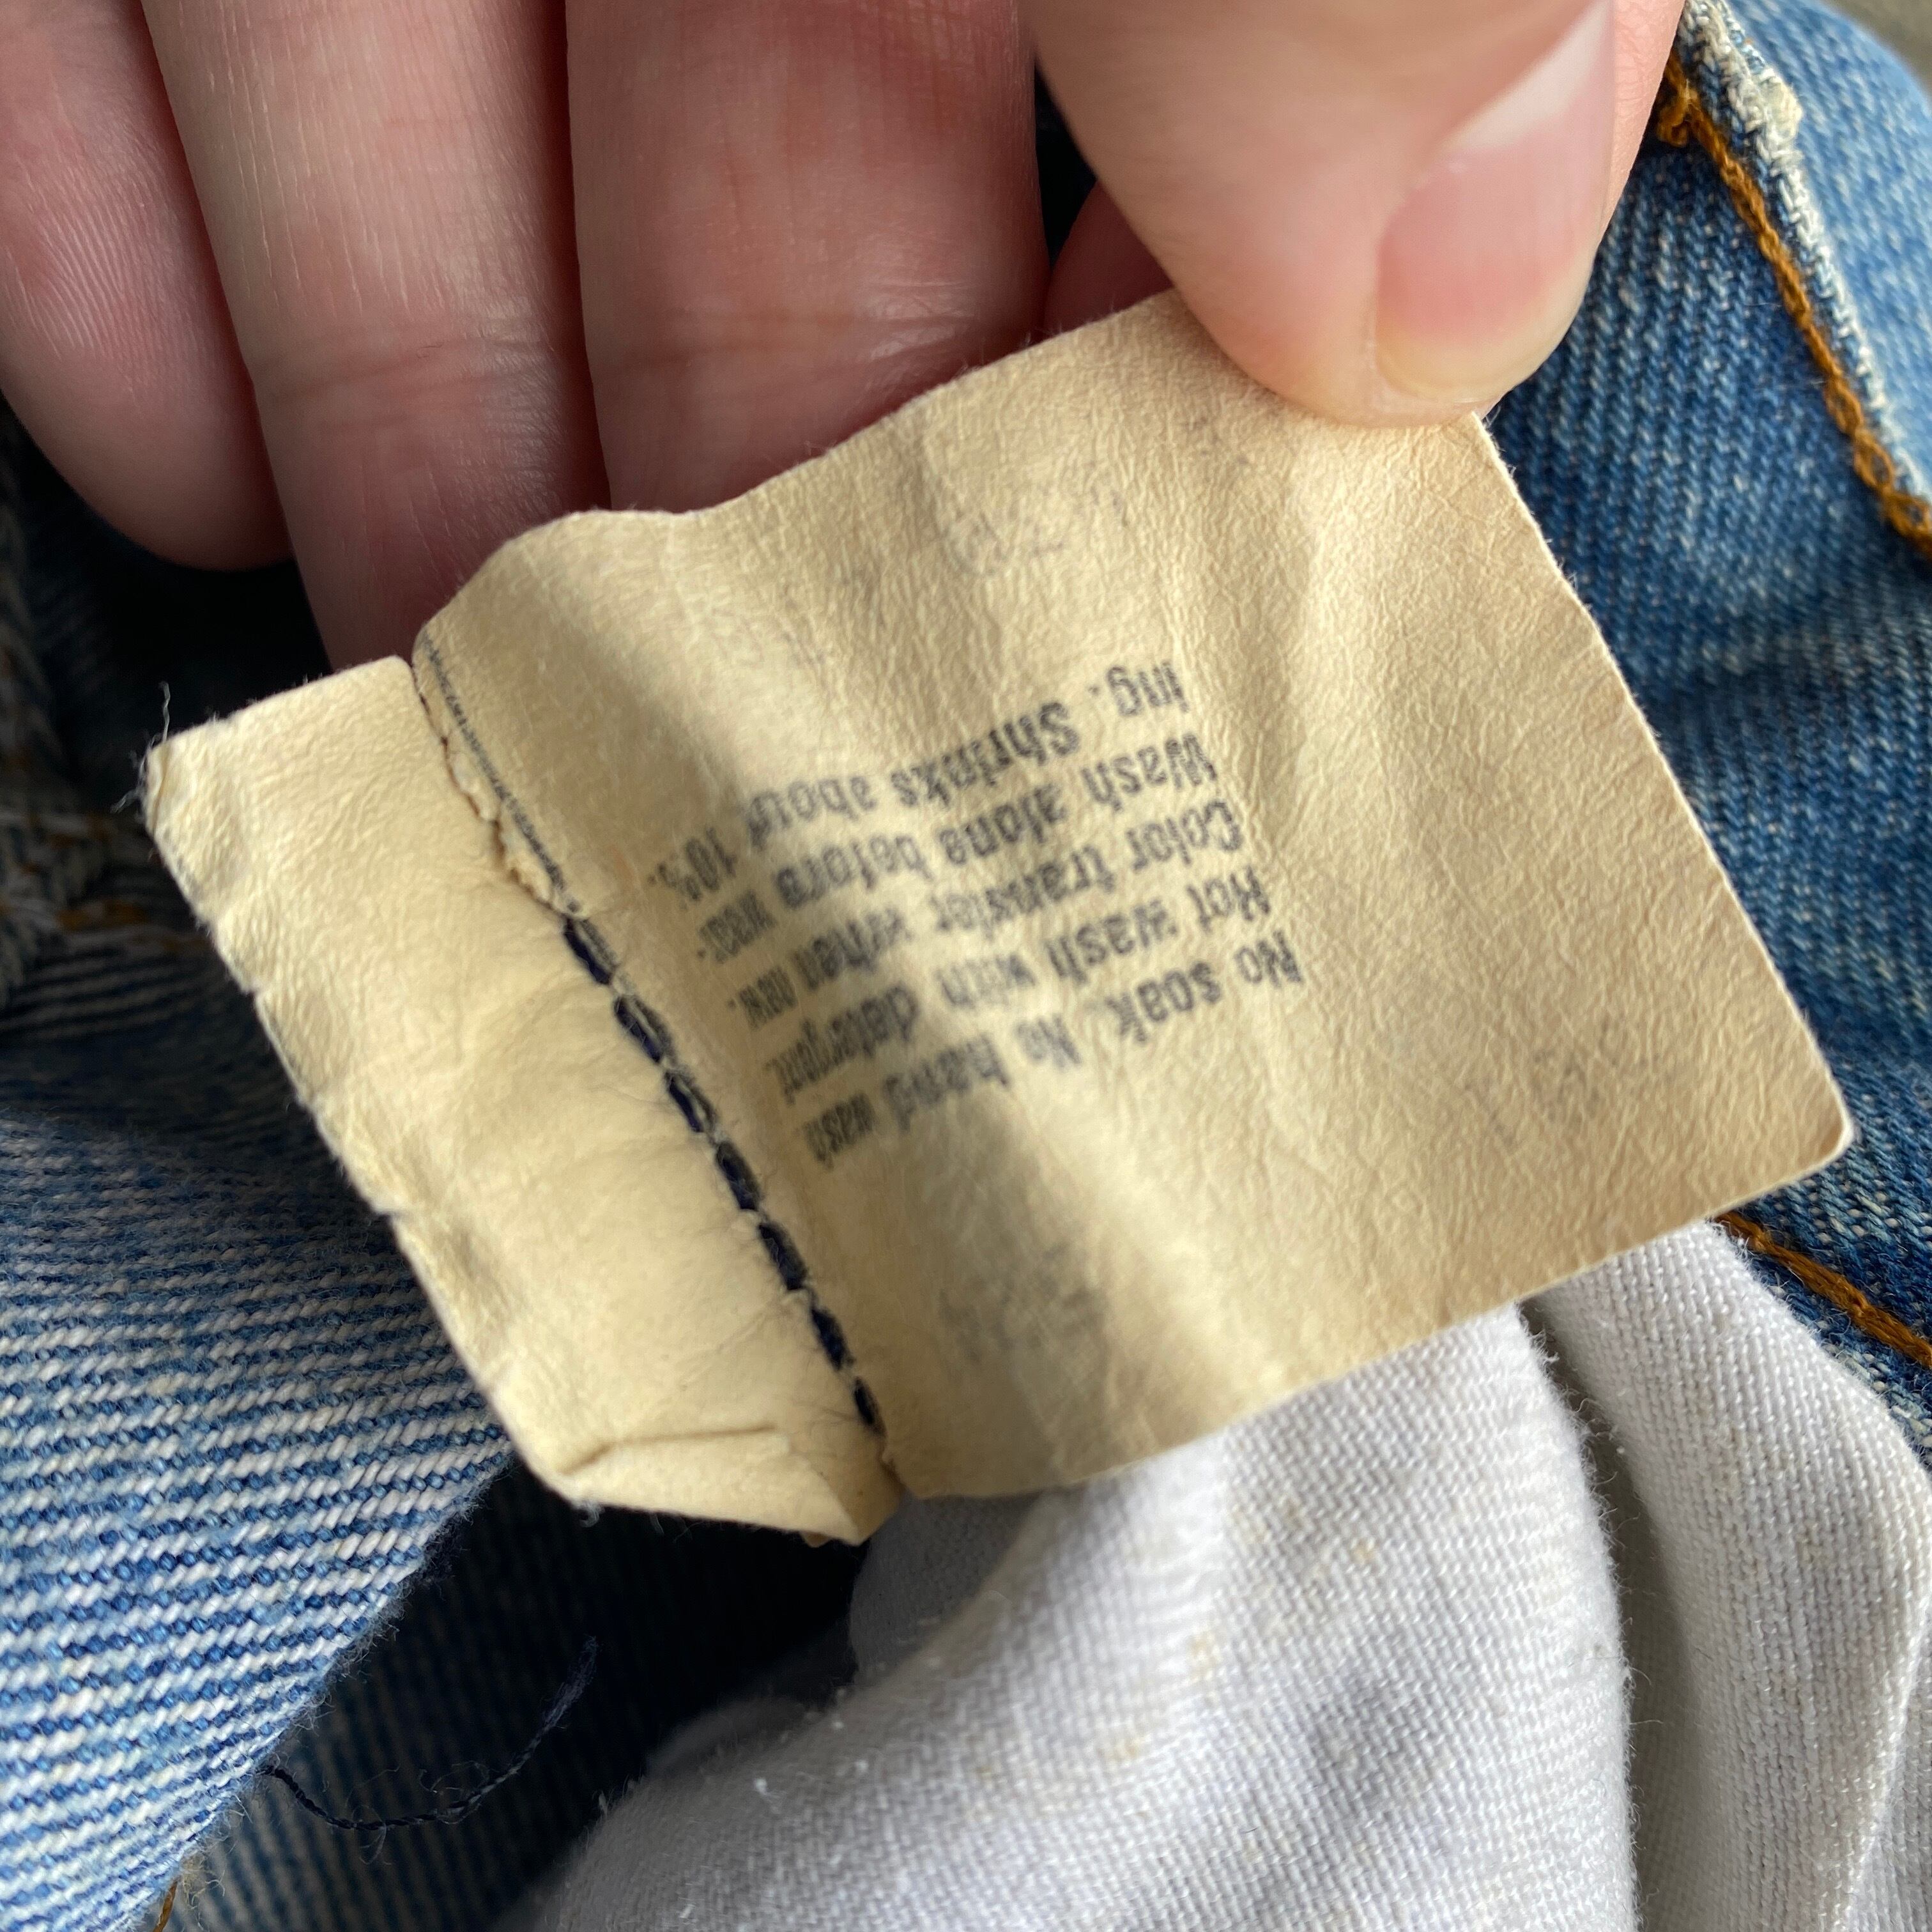 No soak. No hand wash
Hot wash with detergent.
Color transfer when new.
Wash alone before wear-
ing. Shrinks about 10%.